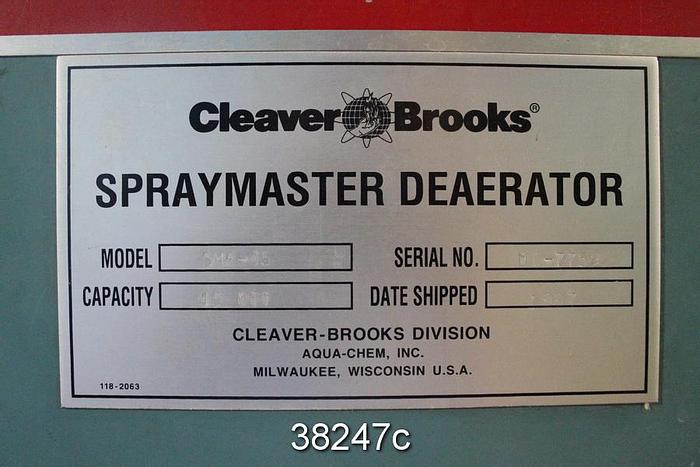 Cleaver Brooks®
SPRAYMASTER DEAERATOR
MODEL SERIAL NO.
CAPACITY DATE SHIPPED
CLEAVER-BROOKS DIVISION
AQUA-CHEM, INC.
MILWAUKEE, WISCONSIN U.S.A.
118-2063
38247c